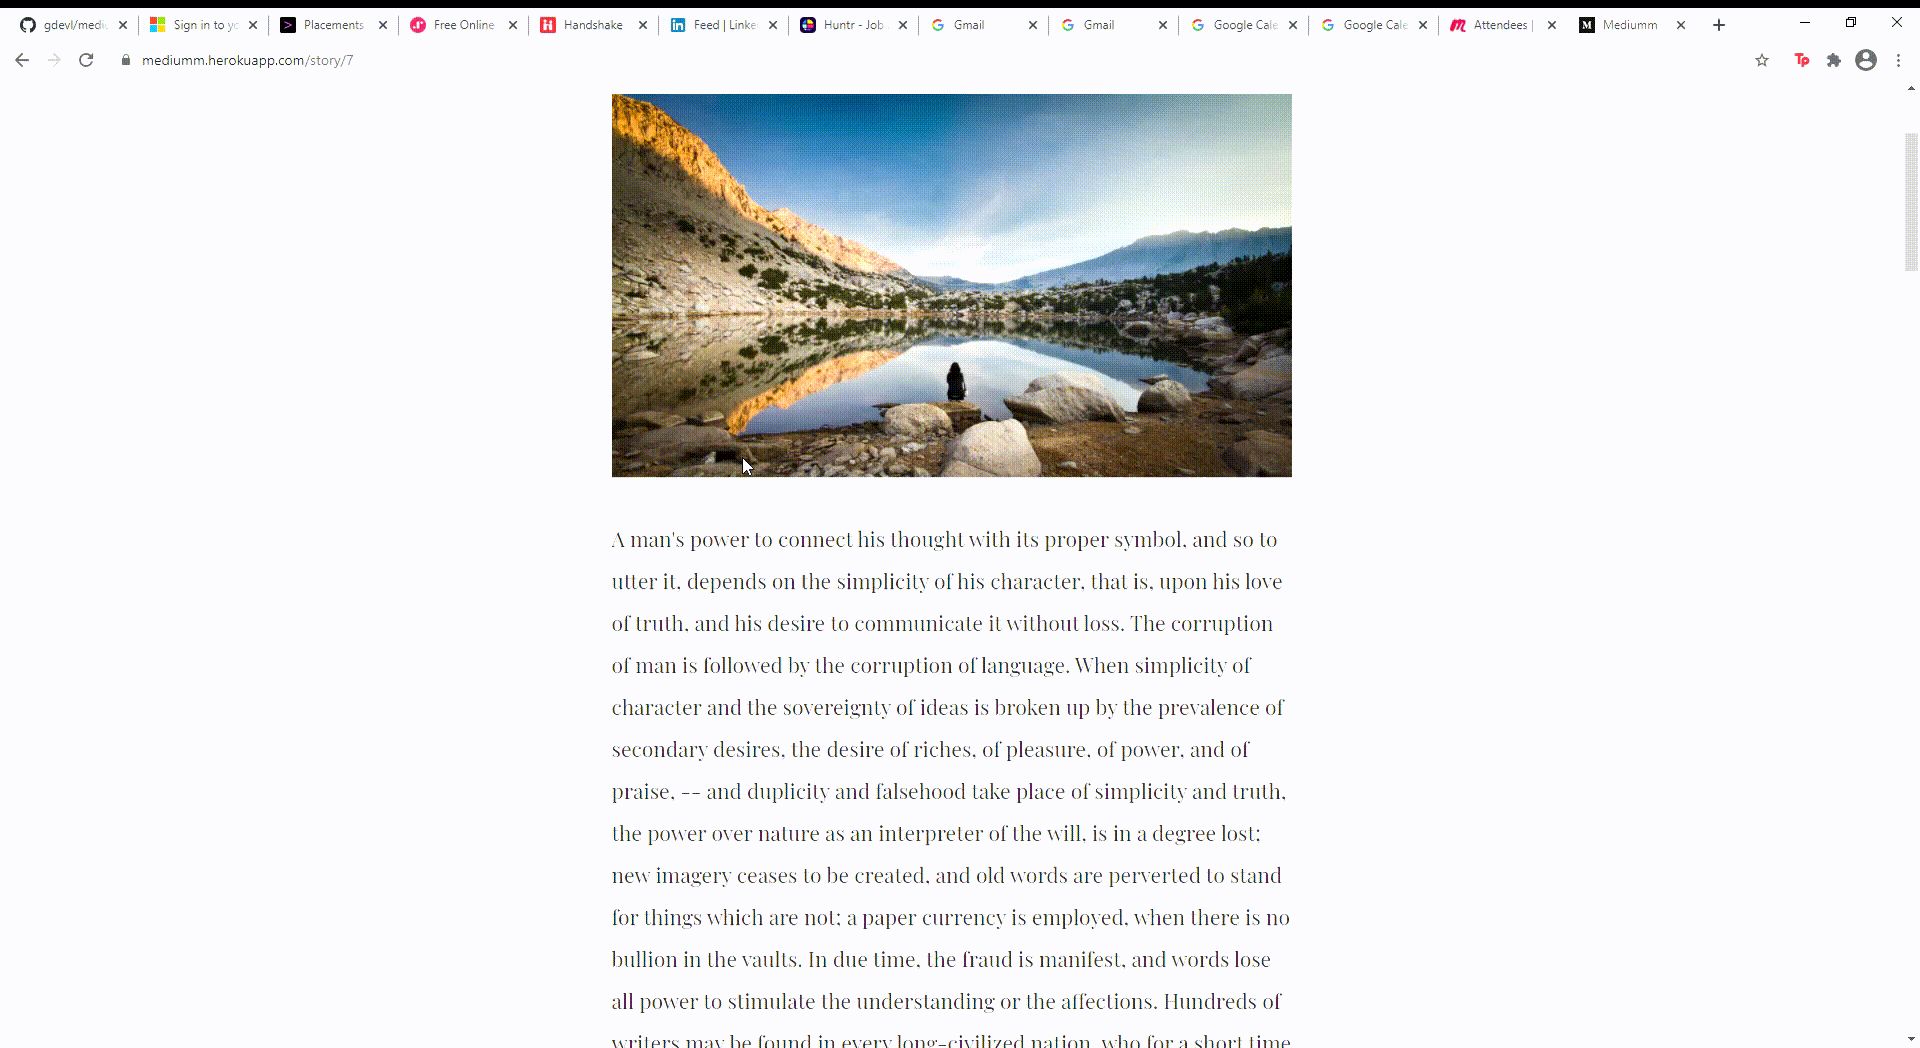 gdevl/medi
Sign in to yo
Placements
Free Online
Handshake
Feed | Linke
Huntr - Job
Gmail
Gmail
Google Cale
Google Cale
Attendees |
Mediumm
mediumm.herokuapp.com/story/7
A man's power to connect his thought with its proper symbol, and so to
utter it, depends on the simplicity of his character, that is, upon his love
of truth, and his desire to communicate it without loss. The corruption
of man is followed by the corruption of language. When simplicity of
character and the sovereignty of ideas is broken up by the prevalence of
secondary desires, the desire of riches, of pleasure, of power, and of
praise, -- and duplicity and falsehood take place of simplicity and truth,
the power over nature as an interpreter of the will, is in a degree lost;
new imagery ceases to be created, and old words are perverted to stand
for things which are not; a paper currency is employed, when there is no
bullion in the vaults. In due time, the fraud is manifest, and words lose
all power to stimulate the understanding or the affections. Hundreds of
writers may be found in every long-civilized nation, who for a short time